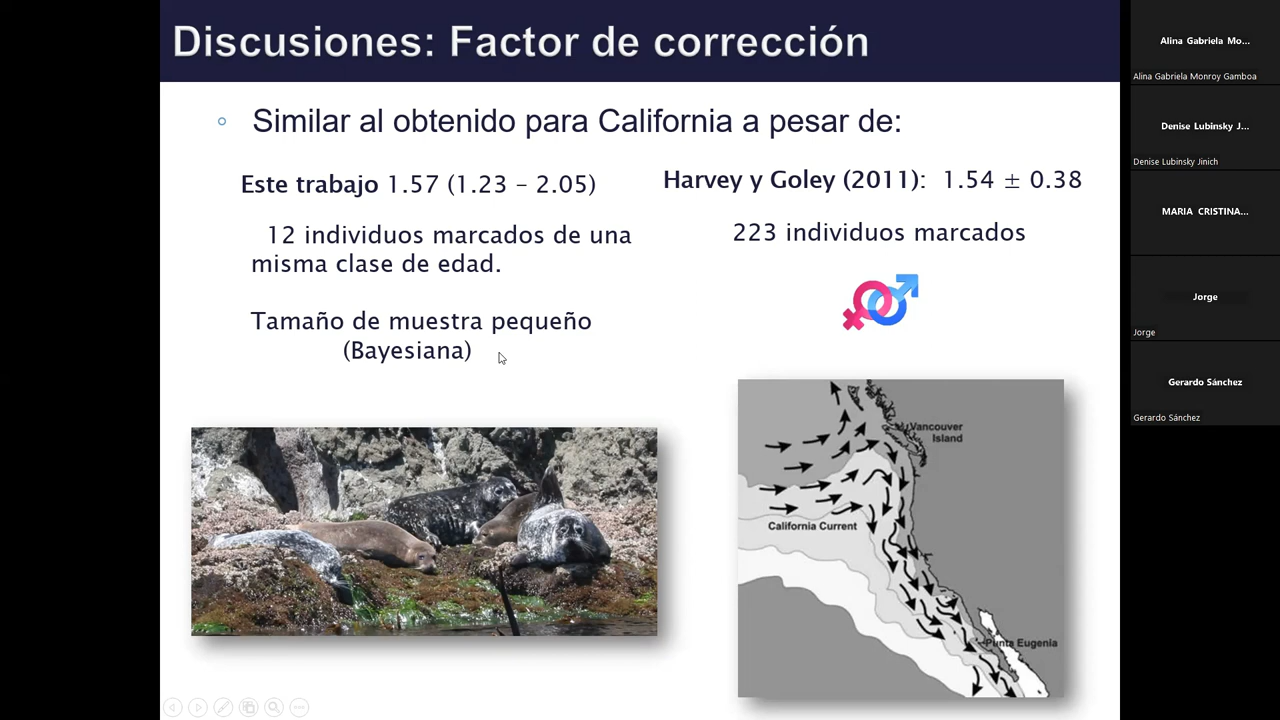 Discusiones: Factor de corrección
Similar al obtenido para California a pesar de:
Este trabajo 1.57 (1.23 – 2.05)
12 individuos marcados de una
misma clase de edad.
Tamaño de muestra pequeño
(Bayesiana)
Harvey y Goley (2011): 1.54 ± 0.38
223 individuos marcados
Vancouver
Island
California Current
Punta Eugenia
Alina Gabriela Mo...
Alina Gabriela Monroy Gamboa
Denise Lubinsky J...
Denise Lubinsky Jinich
MARIA CRISTINA...
Jorge
Jorge
Gerardo Sánchez
Gerardo Sánchez